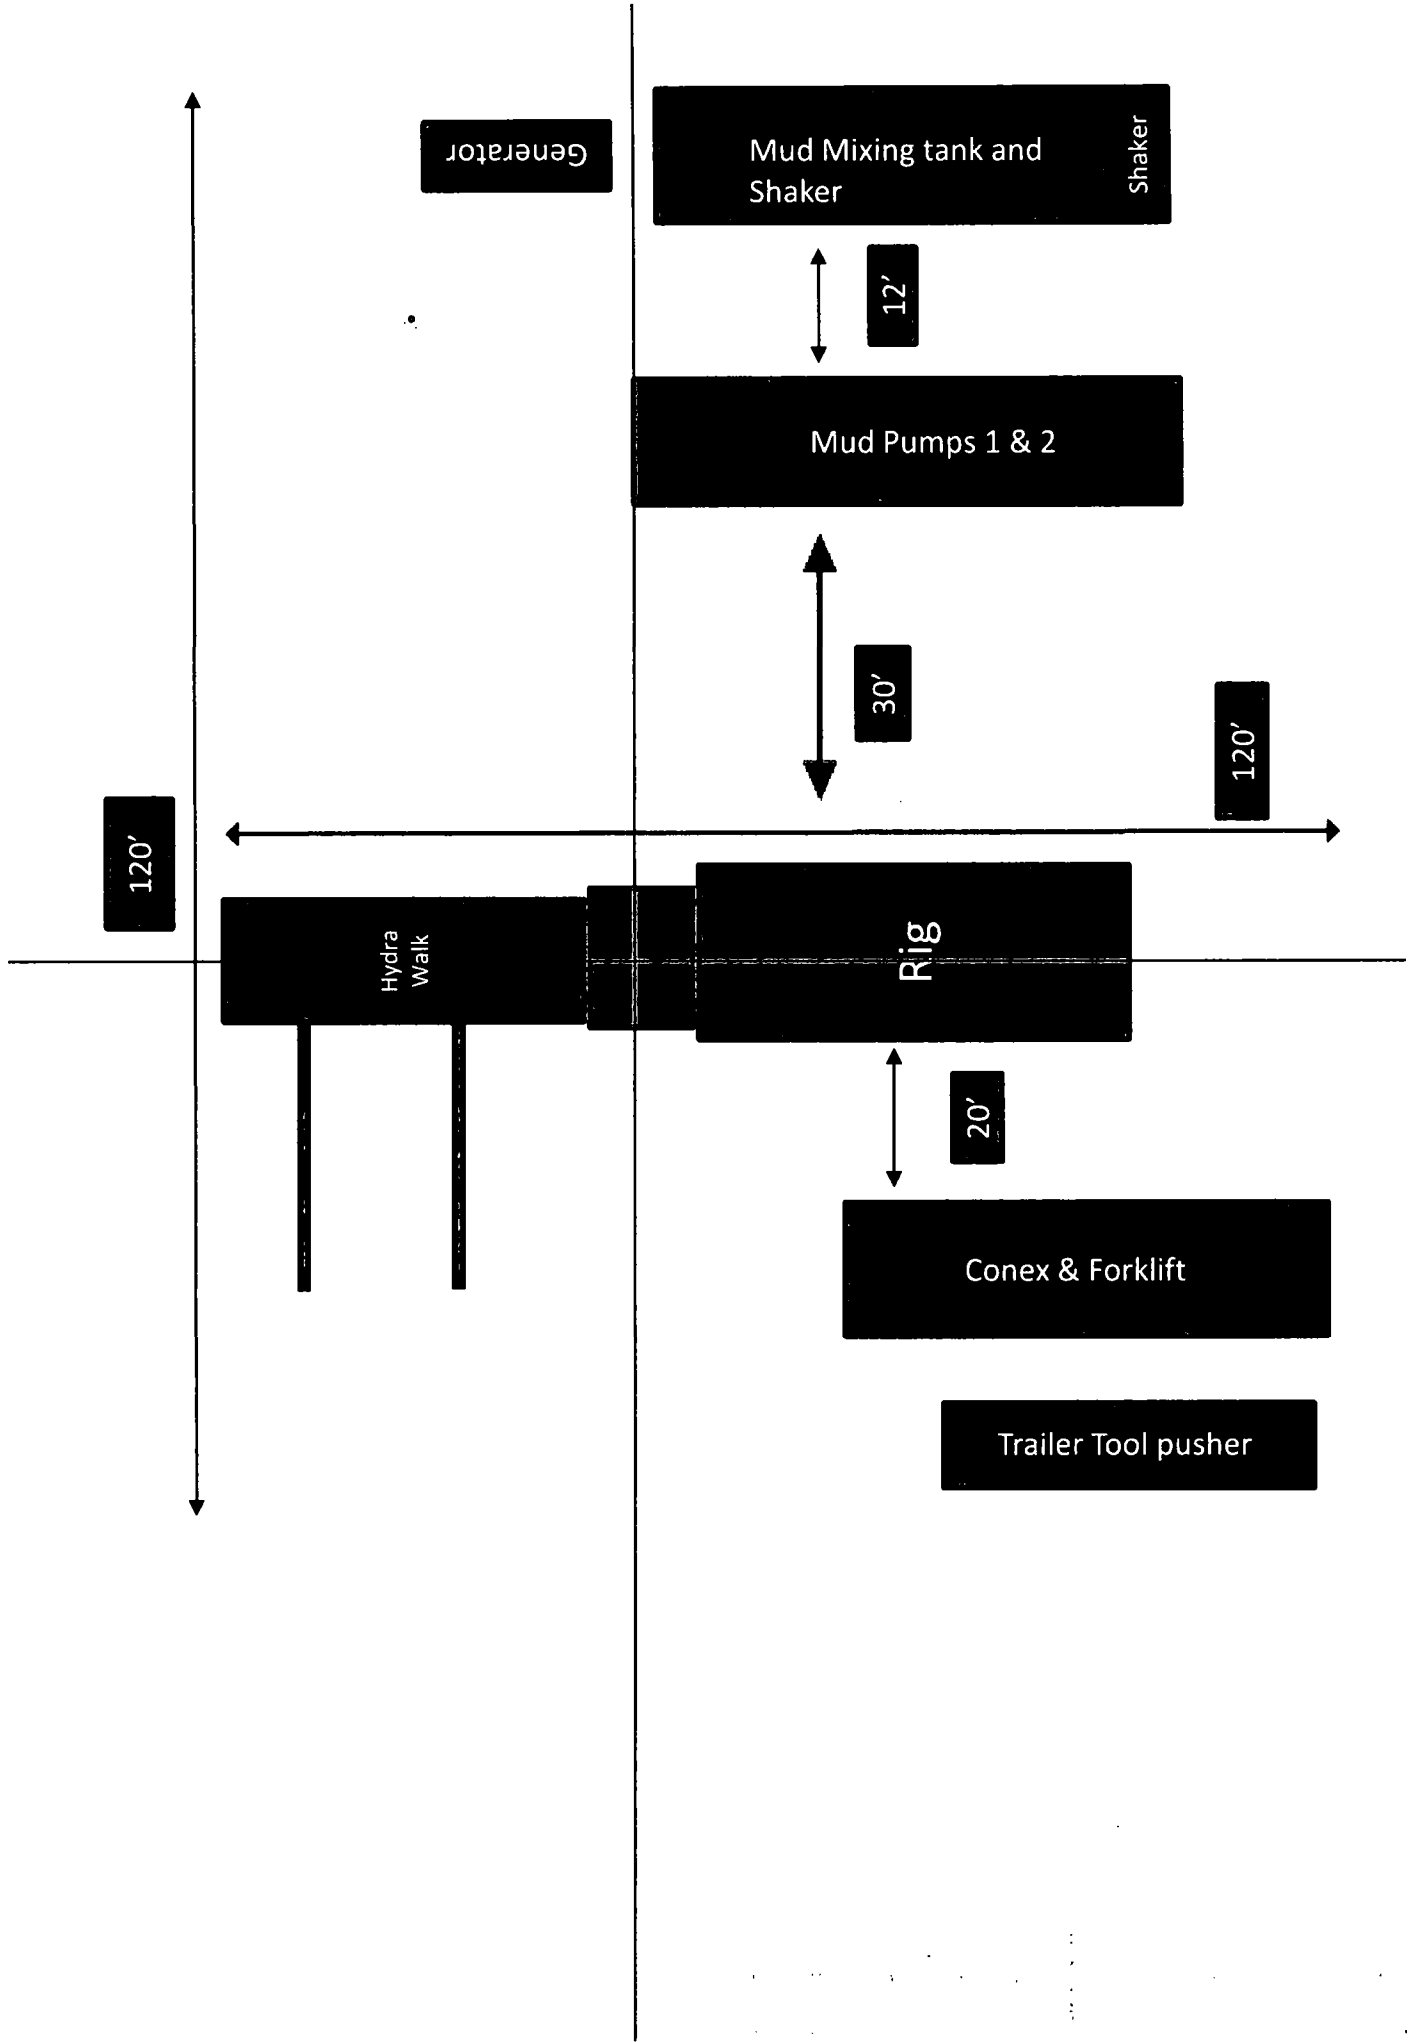 Generator
Mud Mixing tank and
Shaker
Shaker
12’
Mud Pumps 1 & 2
30’
120’
120’
Hydra
Walk
Rig
20’
Conex & Forklift
Trailer Tool pusher